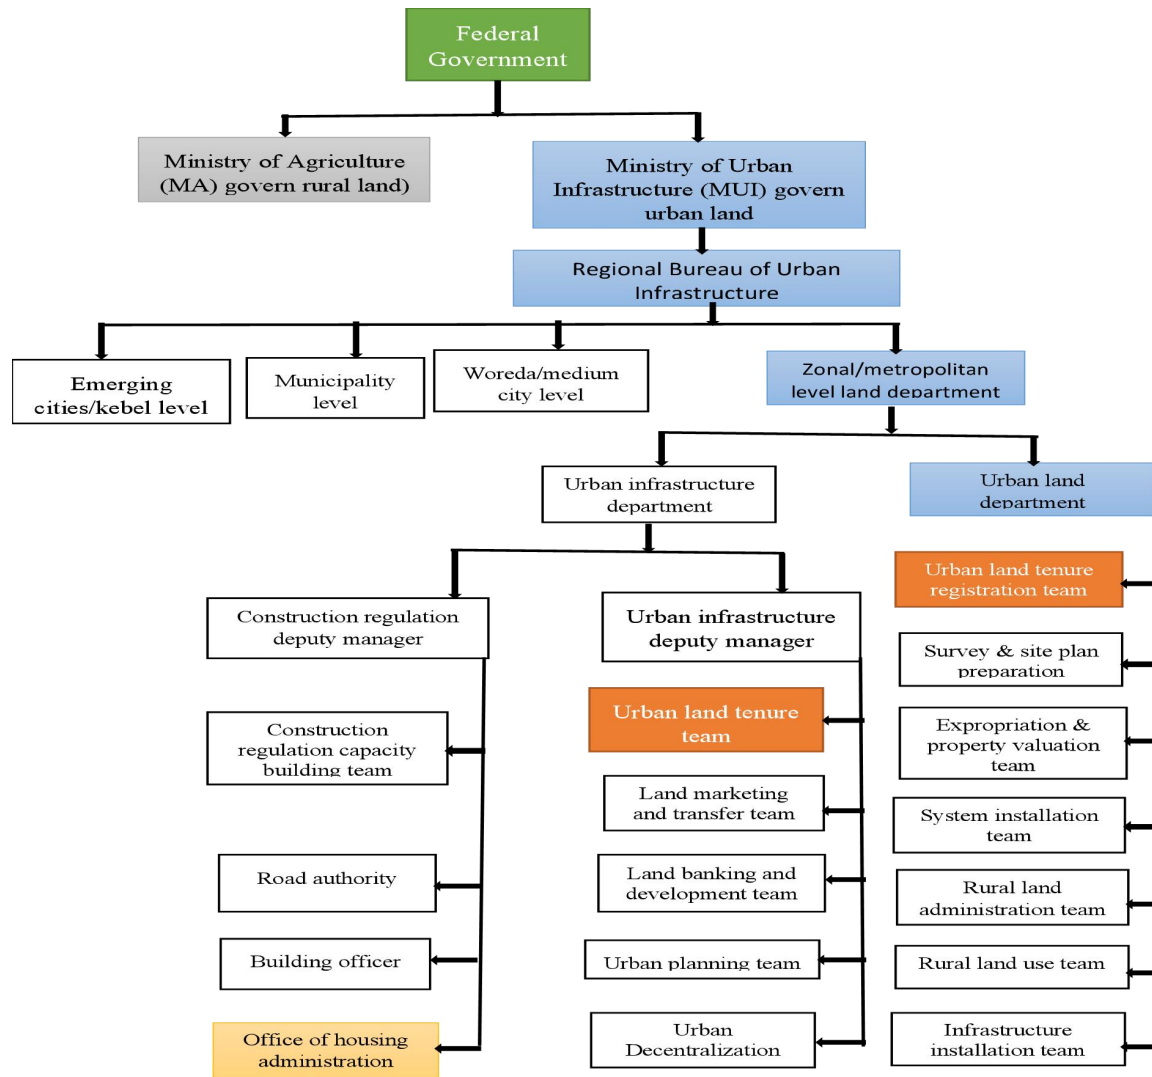 Federal
Government
Ministry of Agriculture
(MA) govern rural land)
Ministry of Urban
Infrastructure (MUI) govern
urban land
Regional Bureau of Urban
Infrastructure
Emerging
cities/kebel level
Municipality
level
Woreda/medium
city level
Zonal/metropolitan
level land department
Urban infrastructure
department
Urban land
department
Construction regulation
deputy manager
Construction
regulation capacity
building team
Road authority
Building officer
Office of housing
administration
Urban infrastructure
deputy manager
Urban land tenure
team
Land marketing
and transfer team
Land banking and
development team
Urban planning team
Urban
Decentralization
Urban land tenure
registration team
Survey & site plan
preparation
Expropriation &
property valuation
team
System installation
team
Rural land
administration team
Rural land use team
Infrastructure
installation team